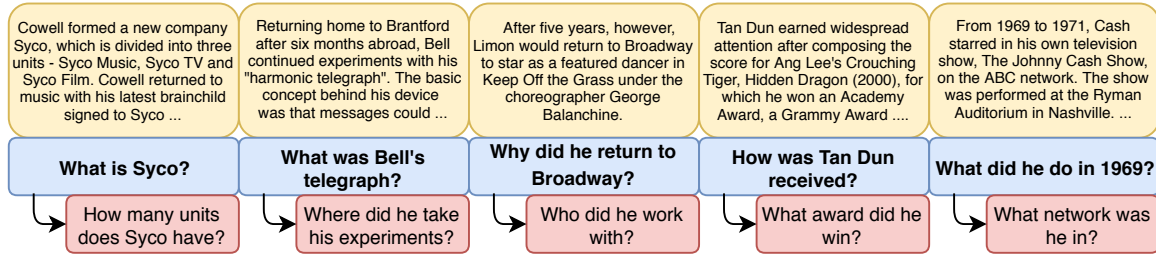 Cowell formed a new company
Syco, which is divided into three
units - Syco Music, Syco TV and
Syco Film. Cowell returned to
music with his latest brainchild
signed to Syco ...
What is Syco?
How many units
does Syco have?
Returning home to Brantford
after six months abroad, Bell
continued experiments with his
"harmonic telegraph". The basic
concept behind his device
was that messages could ...
What was Bell's
telegraph?
Where did he take
his experiments?
After five years, however,
Limon would return to Broadway
to star as a featured dancer in
Keep Off the Grass under the
choreographer George
Balanchine.
Why did he return to
Broadway?
Who did he work
with?
Tan Dun earned widespread
attention after composing the
score for Ang Lee's Crouching
Tiger, Hidden Dragon (2000), for
which he won an Academy
Award, a Grammy Award ....
How was Tan Dun
received?
What award did he
win?
From 1969 to 1971, Cash
starred in his own television
show, The Johnny Cash Show,
on the ABC network. The show
was performed at the Ryman
Auditorium in Nashville. ...
What did he do in 1969?
What network was
he in?